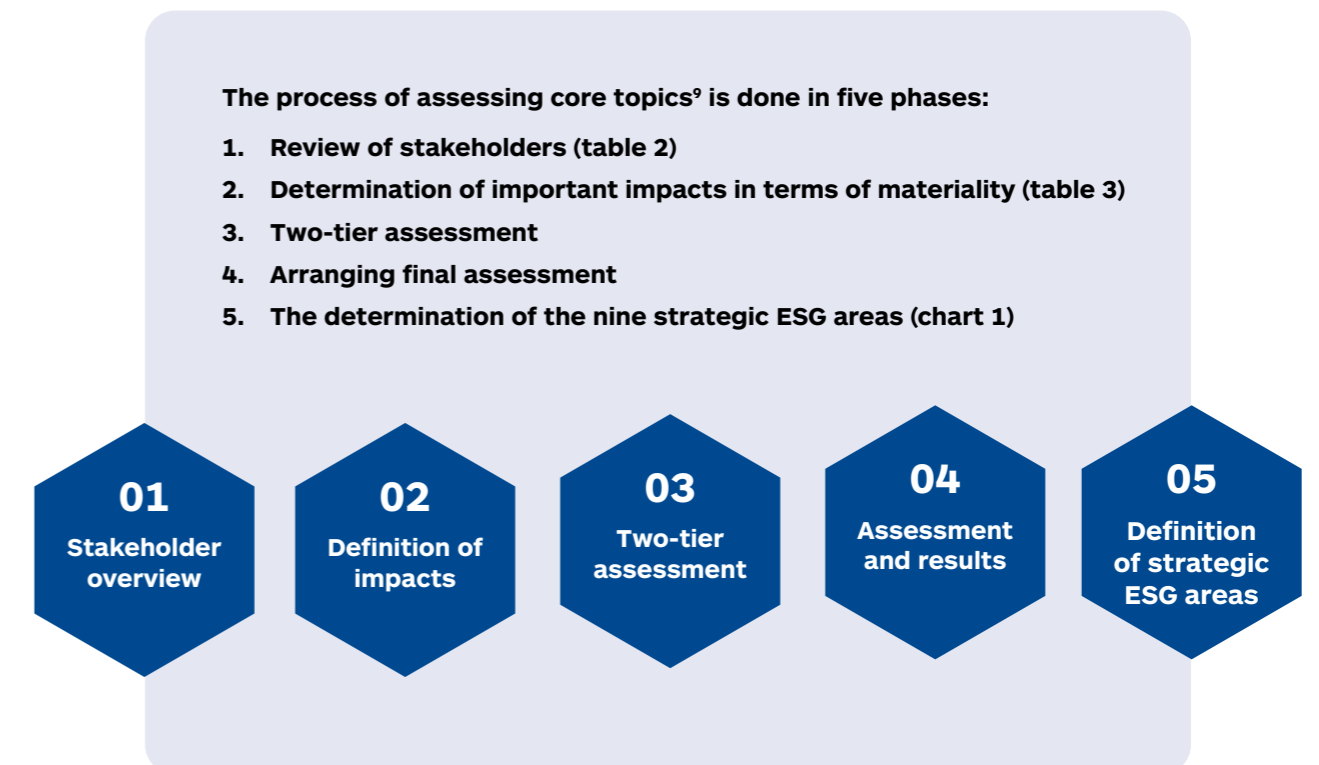 The process of assessing core topics⁹ is done in five phases:
1. Review of stakeholders (table 2)
2. Determination of important impacts in terms of materiality (table 3)
3. Two-tier assessment
4. Arranging final assessment
5. The determination of the nine strategic ESG areas (chart 1)
01
Stakeholder
overview
02
Definition of
impacts
03
Two-tier
assessment
04
Assessment
and results
05
Definition
of strategic
ESG areas